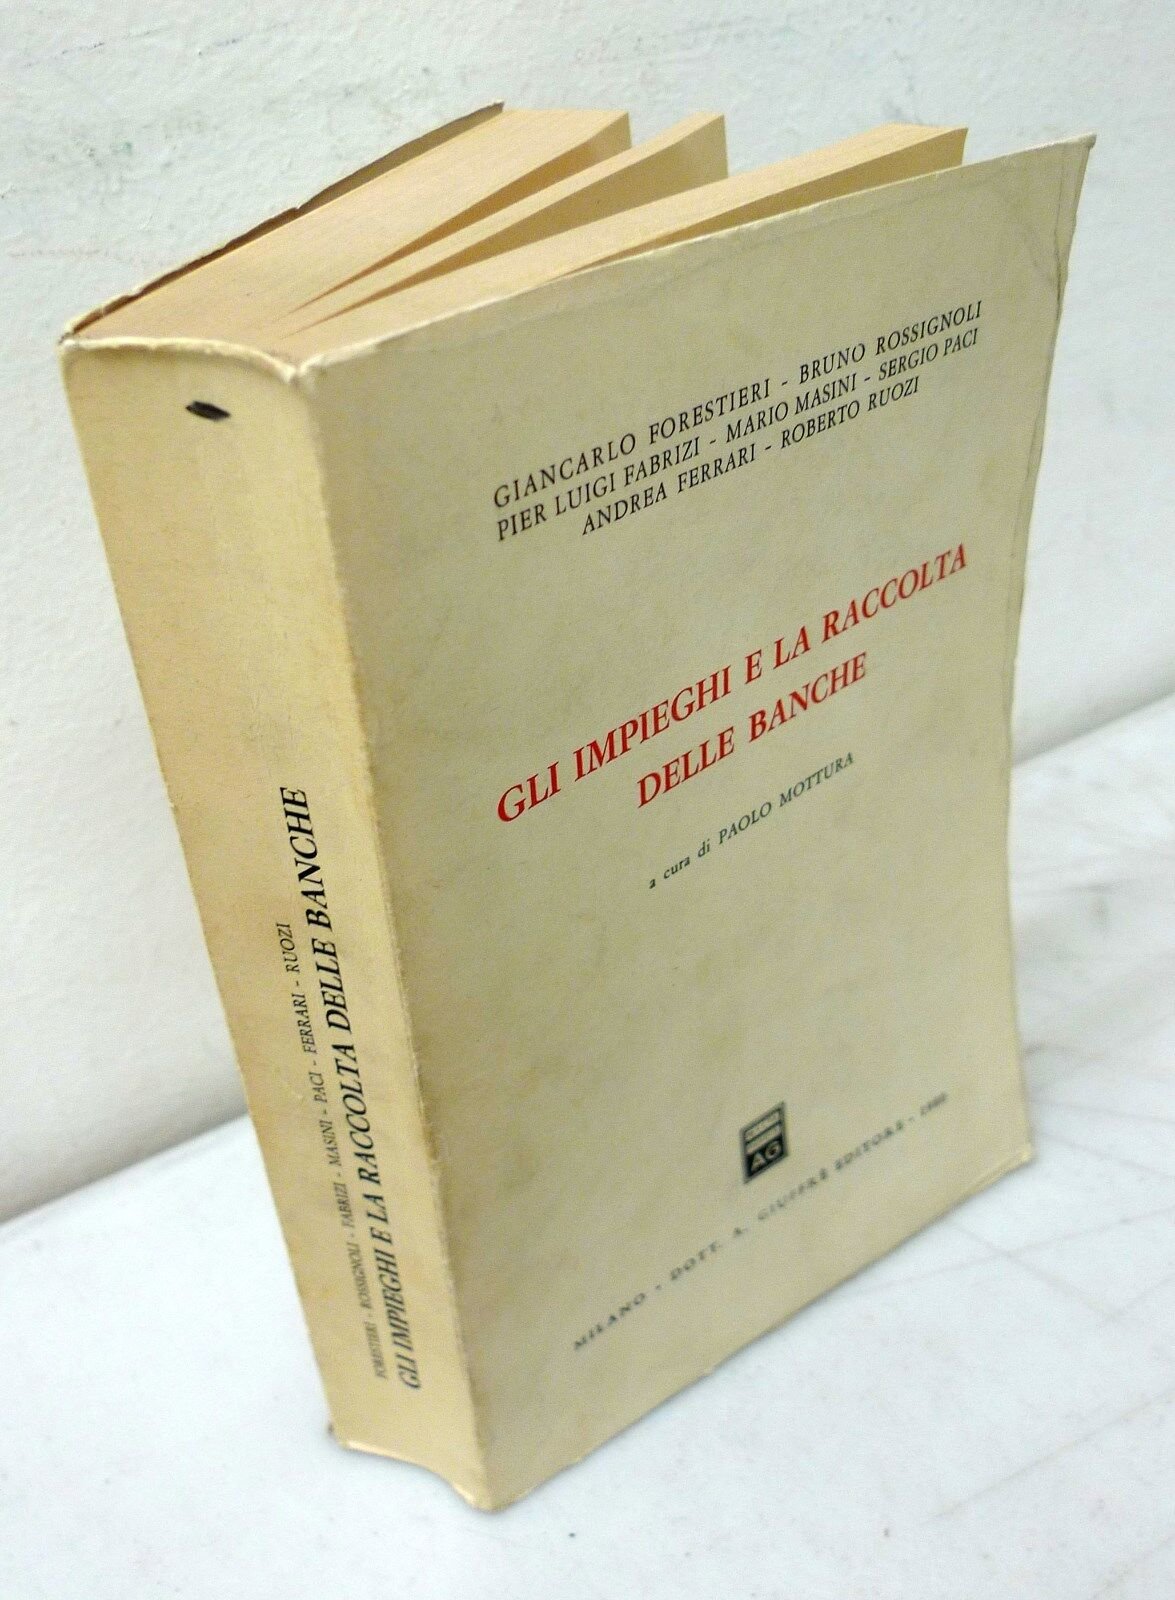 GIANCARLO FORESTIERI - BRUNO ROSSIGNOLI
PIER LUIGI FABRIZI - MARIO MASINI - SERGIO PACI
ANDREA FERRARI - ROBERTO RUOZI
GLI IMPIEGHI E LA RACCOLTA
DELLE BANCHE
a cura di PAOLO MOTTURA
AG
MILANO - DOTT. A. GIUFFRÈ EDITORE -
FORESTIERI - ROSSIGNOLI - FABRIZI - MASINI - PACI - FERRARI - RUOZI
GLI IMPIEGHI E LA RACCOLTA DELLE BANCHE